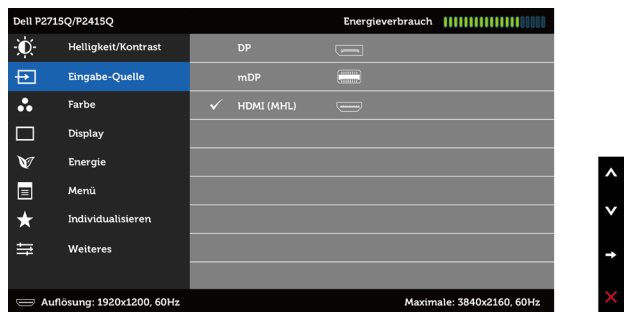 Dell P2715Q/P2415Q Energieverbrauch
Helligkeit/Kontrast DP
Eingabe-Quelle mDP
Farbe HDMI (MHL)
Display
Energie
Menü
Individualisieren
Weiteres
Auflösung: 1920x1200, 60Hz Maximale: 3840x2160, 60Hz